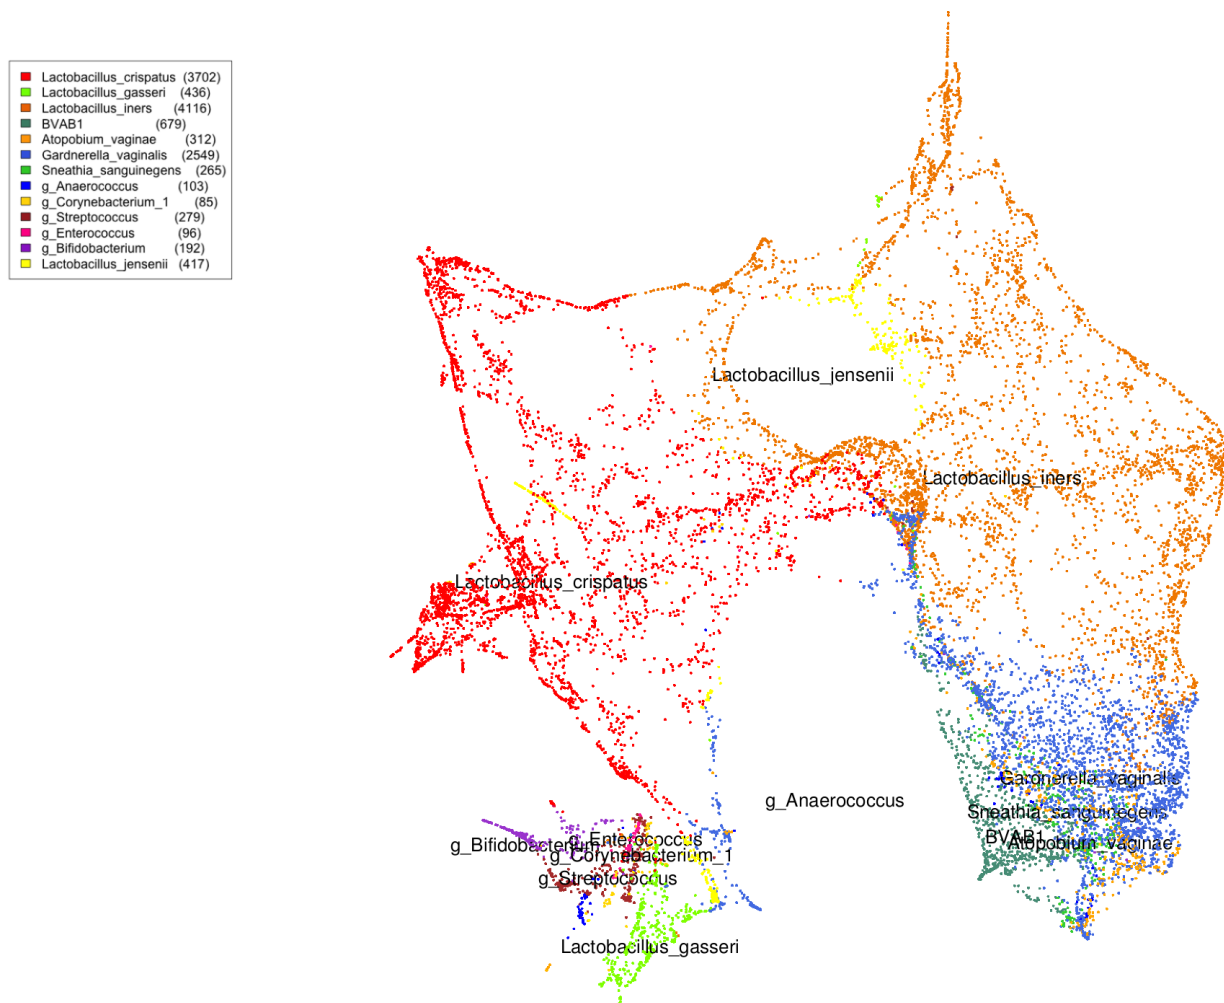 Lactobacillus_crispatus (3702)
Lactobacillus_gasseri (436)
Lactobacillus_iners (4116)
BVAB1 (679)
Atopobium_vaginae (312)
Gardnerella_vaginalis (2549)
Sneathia_sanguinegens (265)
g_Anaerococcus (103)
g_Corynebacterium_1 (85)
g_Streptococcus (279)
g_Enterococcus (96)
g_Bifidobacterium (192)
Lactobacillus_jensenii (417)
Lactobacillus_jensenii
Lactobacillus_iners
Lactobacillus_crispatus
Gardnerella_vaginalis
g_Anaerococcus
Sneathia_sanguinegens
g_Enterococcus
BVAB1
Atopobium_vaginae
g_Bifidobacterium
g_Corynebacterium_1
g_Streptococcus
Lactobacillus_gasseri